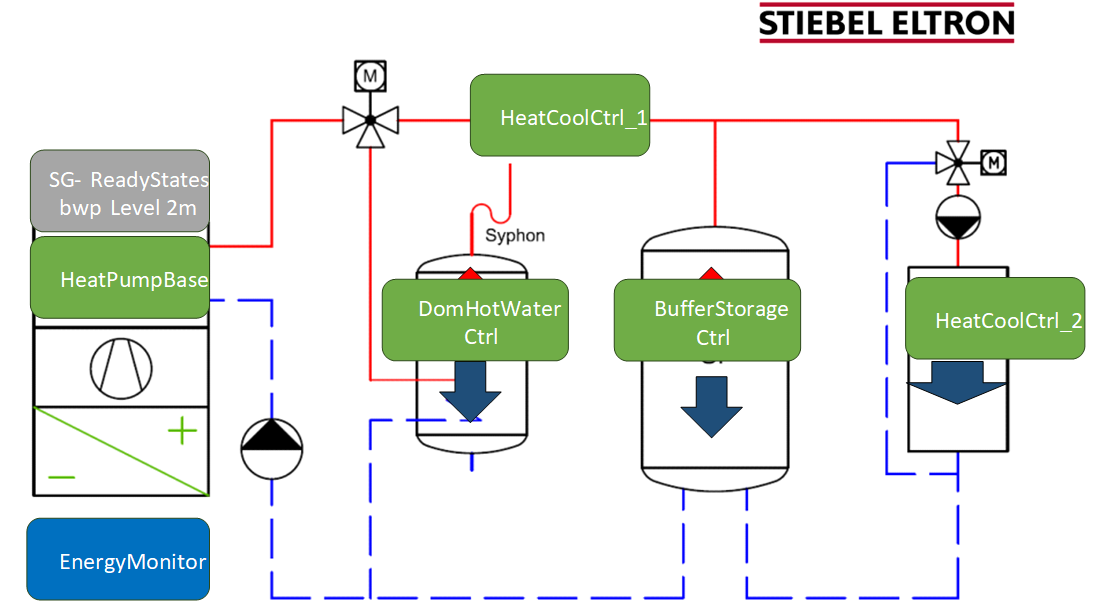 STIEBEL ELTRON
M
HeatCoolCtrl_1
M
SG- ReadyStates
bwp Level 2m
Syphon
HeatPumpBase
DomHotWater
Ctrl
BufferStorage
Ctrl
HeatCoolCtrl_2
+
−
EnergyMonitor